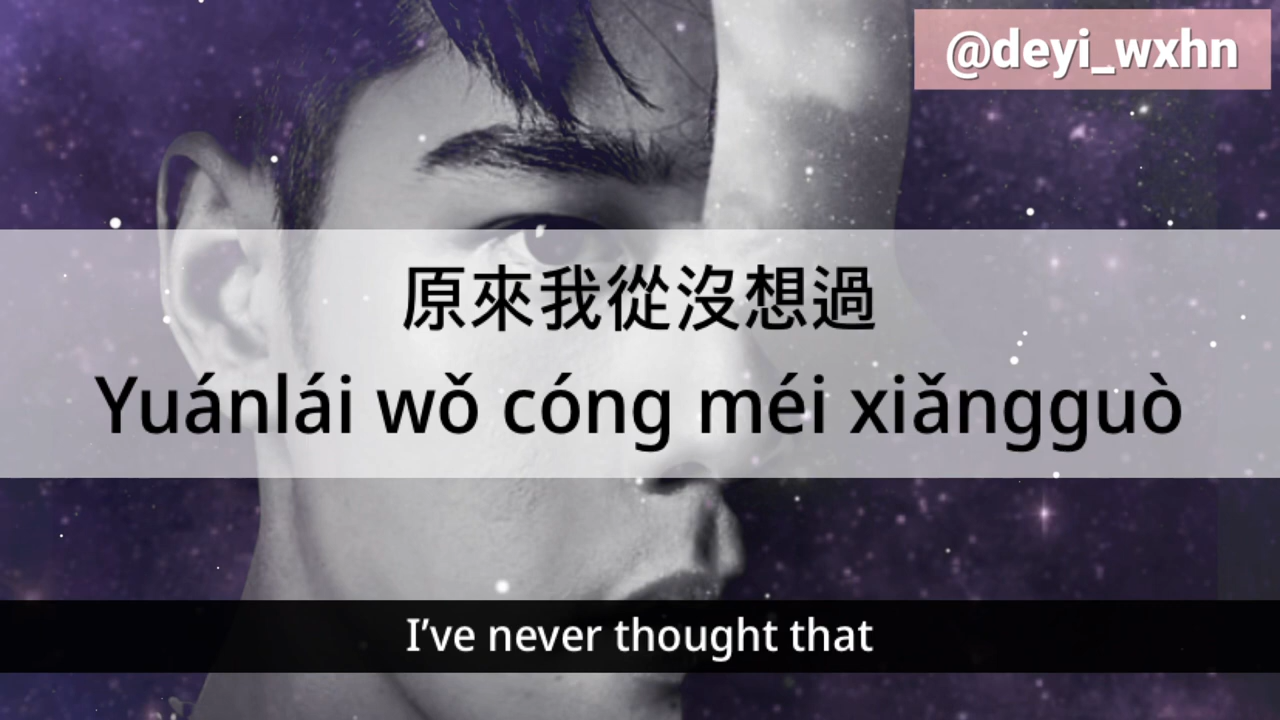 @deyi_wxhn
原來我從沒想過
Yuánlái wǒ cóng méi xiǎngguò
I’ve never thought that